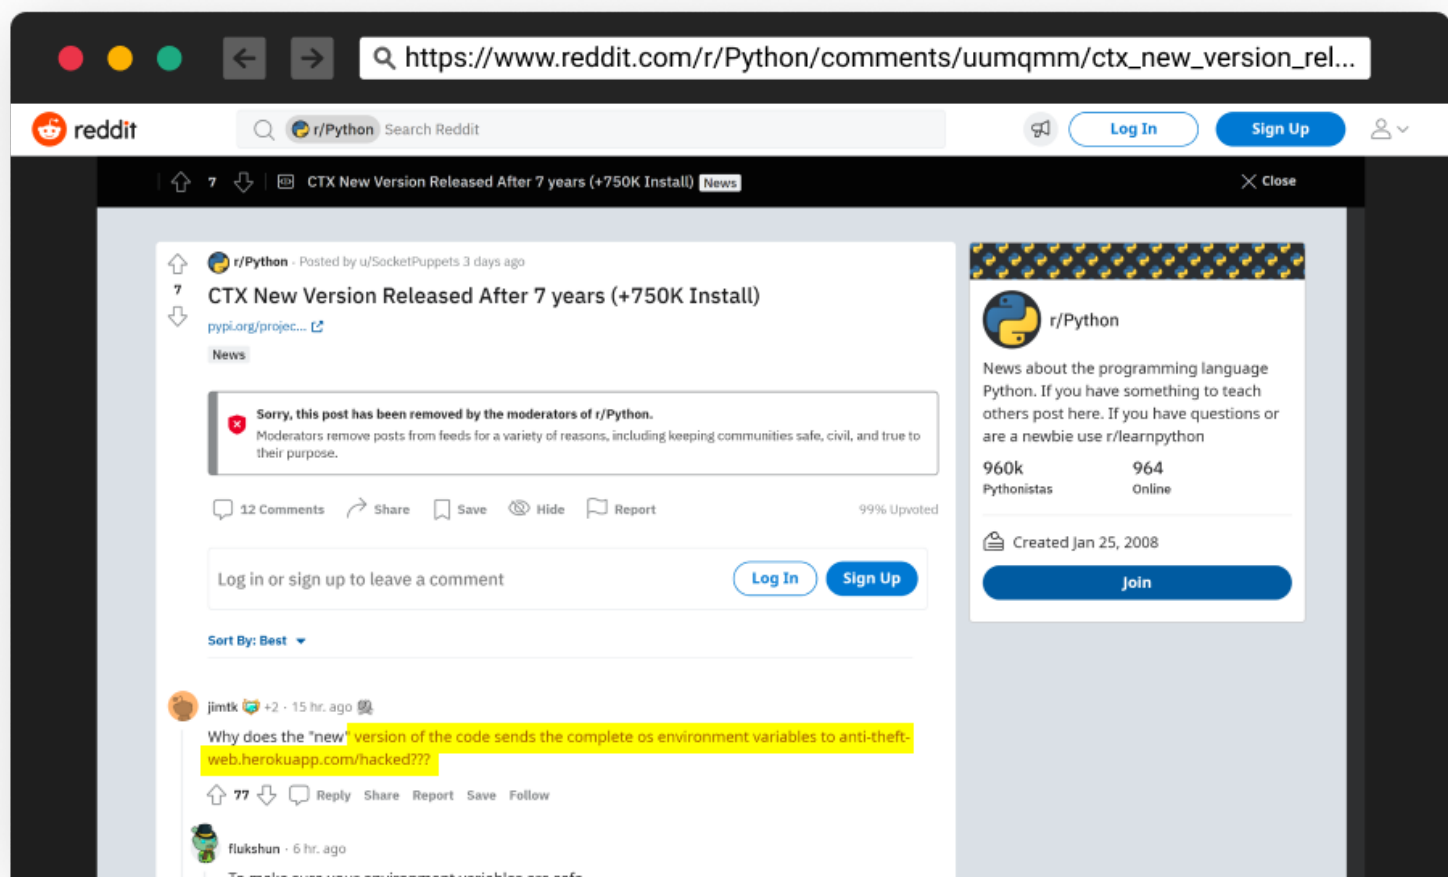 https://www.reddit.com/r/Python/comments/uumqmm/ctx_new_version_rel...
reddit
r/Python Search Reddit
Log In
Sign Up
7
CTX New Version Released After 7 years (+750K Install) News
Close
r/Python · Posted by u/SocketPuppets 3 days ago
7
CTX New Version Released After 7 years (+750K Install)
pypi.org/projec...
News
Sorry, this post has been removed by the moderators of r/Python.
Moderators remove posts from feeds for a variety of reasons, including keeping communities safe, civil, and true to
their purpose.
12 Comments Share Save Hide Report 99% Upvoted
Log in or sign up to leave a comment
Log In
Sign Up
Sort By: Best
jimtk +2 · 15 hr. ago
Why does the "new" version of the code sends the complete os environment variables to anti-theft-
web.herokuapp.com/hacked???
77 Reply Share Report Save Follow
flukshun · 6 hr. ago
To make sure your environment variables are safe
r/Python
News about the programming language
Python. If you have something to teach
others post here. If you have questions or
are a newbie use r/learnpython
960k 964
Pythonistas Online
Created Jan 25, 2008
Join